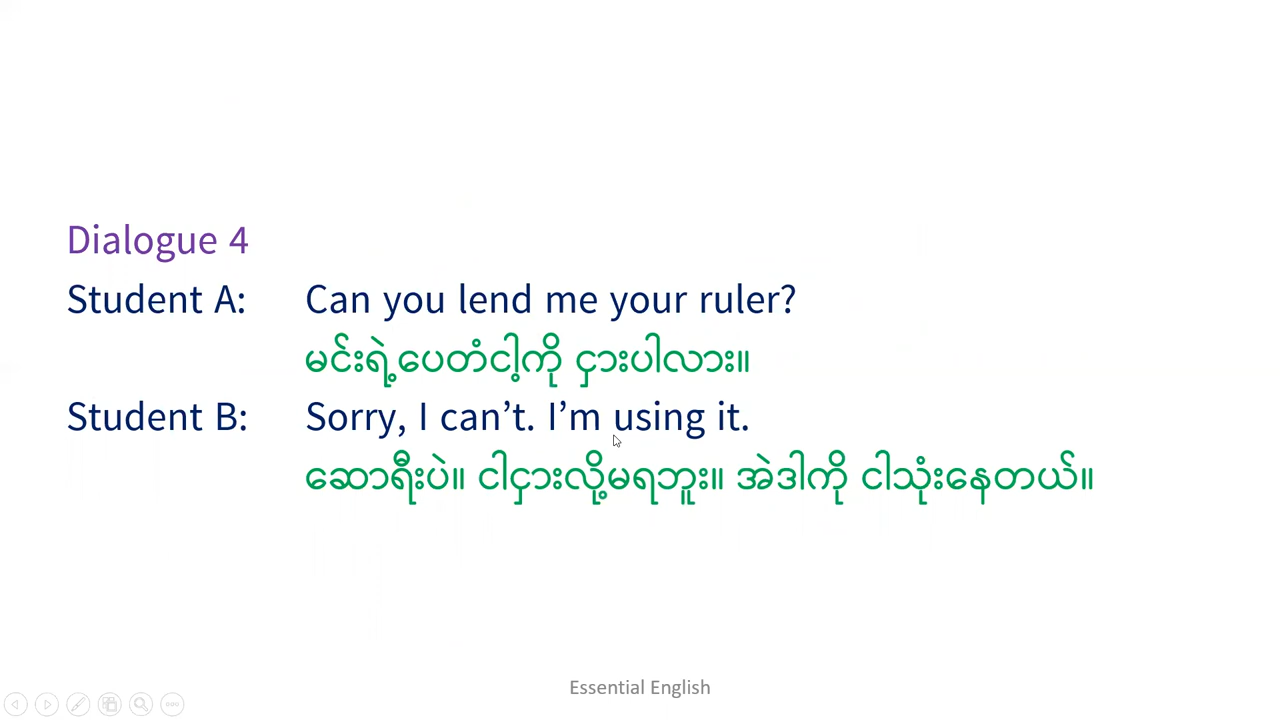 Dialogue 4
Student A: Can you lend me your ruler?
မင်းရဲ့ပေတံငါ့ကို ငှားပါလား။
Student B: Sorry, I can’t. I’m using it.
ဆောရီးပဲ။ ငါငှားလို့မရဘူး။ အဲဒါကို ငါသုံးနေတယ်။
Essential English